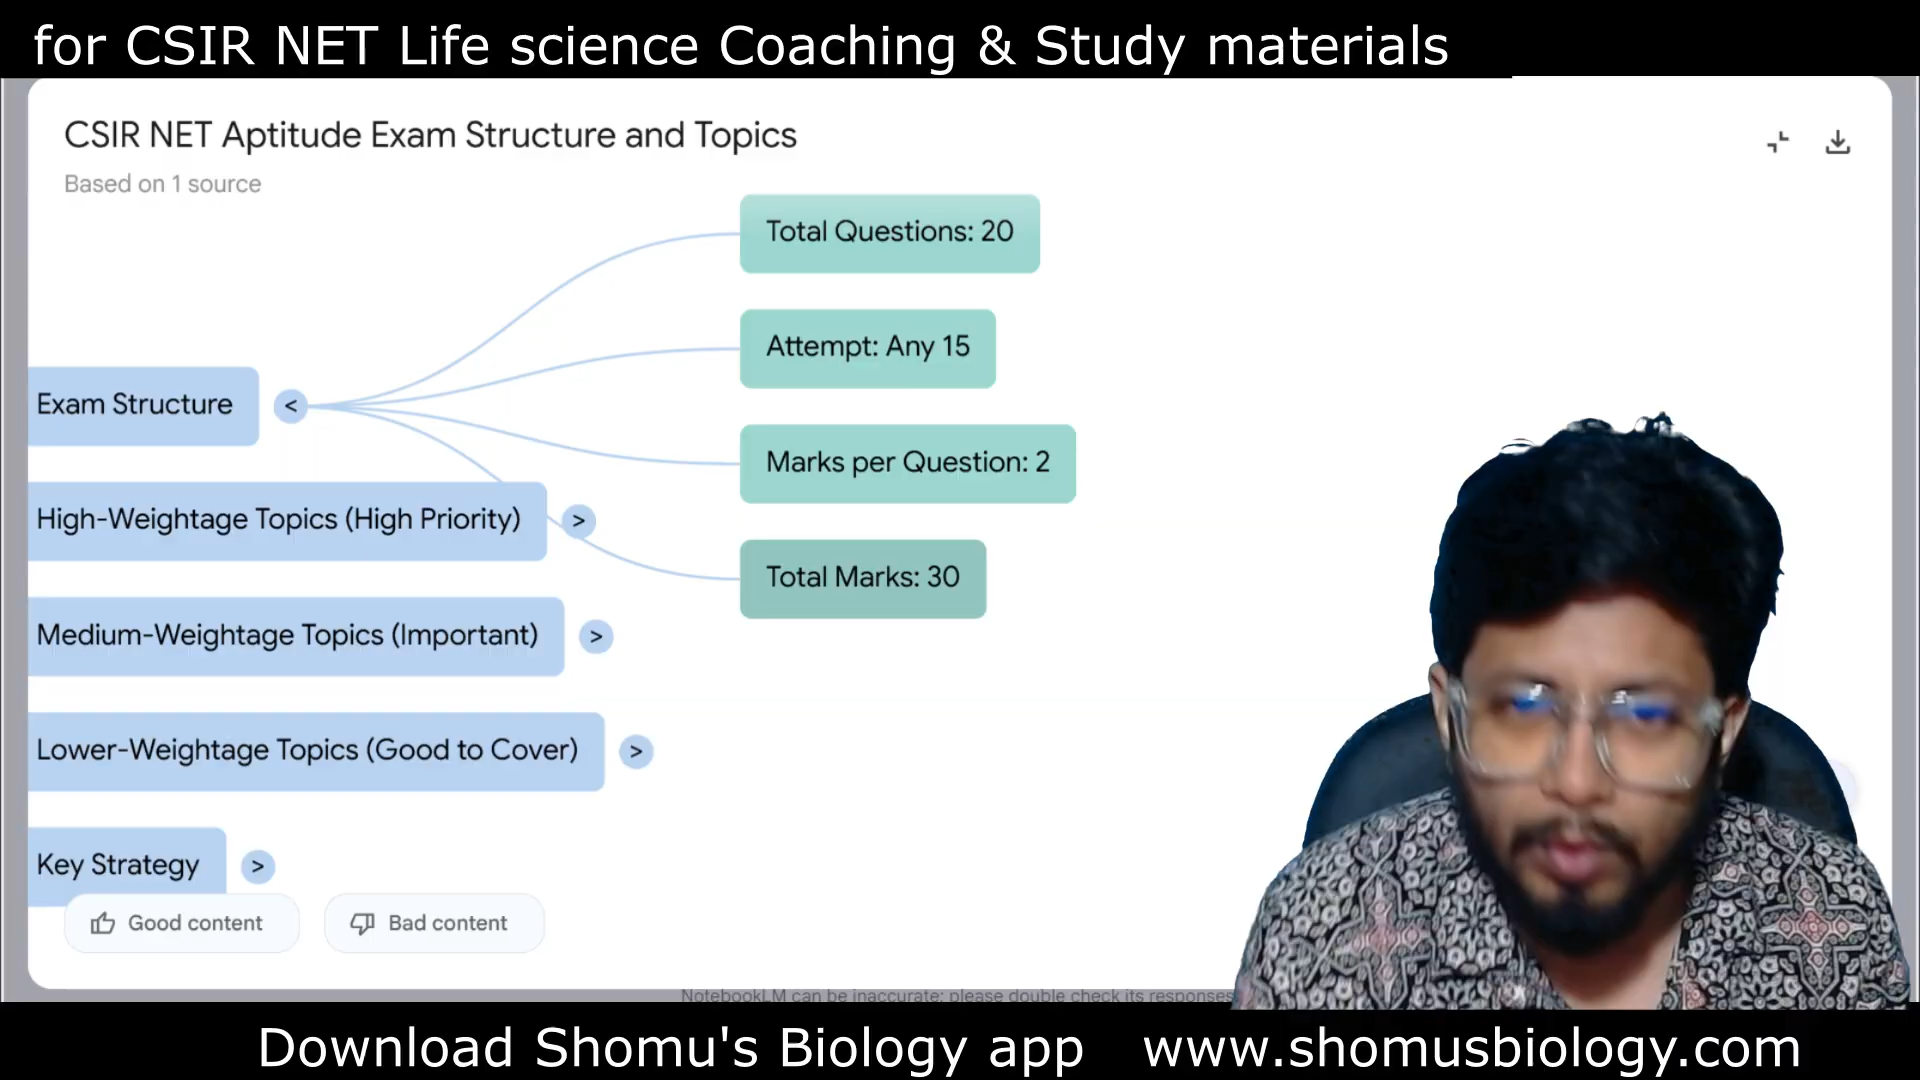 for CSIR NET Life science Coaching & Study materials
CSIR NET Aptitude Exam Structure and Topics
Based on 1 source
Total Questions: 20
Attempt: Any 15
Exam Structure <
Marks per Question: 2
High-Weightage Topics (High Priority) >
Total Marks: 30
Medium-Weightage Topics (Important) >
Lower-Weightage Topics (Good to Cover) >
Key Strategy >
Good content Bad content
NotebookLM can be inaccurate; please double check its responses
Download Shomu's Biology app www.shomusbiology.com